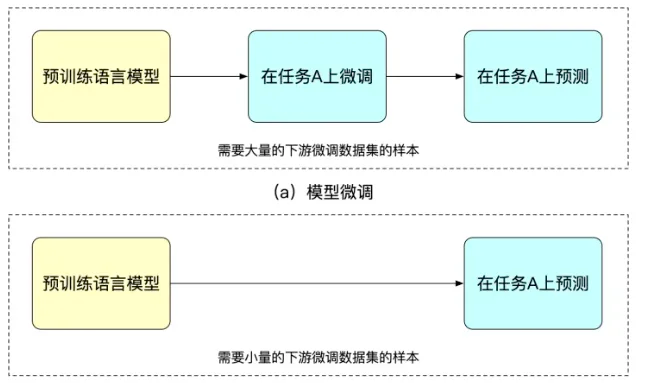 预训练语言模型
在任务A上微调
在任务A上预测
需要大量的下游微调数据集的样本
（a）模型微调
预训练语言模型
在任务A上预测
需要小量的下游微调数据集的样本